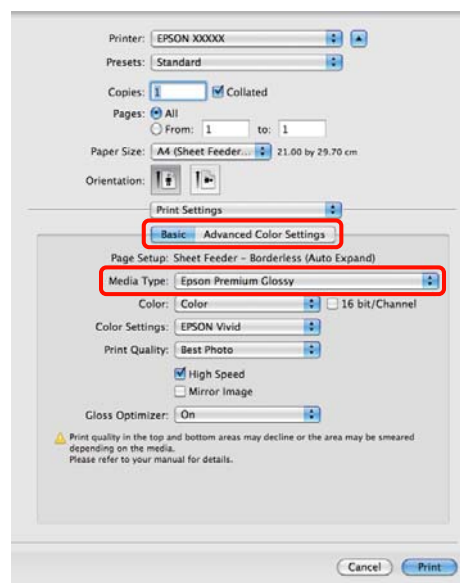 Printer: EPSON XXXXX
Presets: Standard
Copies: 1 Collated
Pages: All
From: 1 to: 1
Paper Size: A4 (Sheet Feeder... 21.00 by 29.70 cm
Orientation:
Print Settings
Basic Advanced Color Settings
Page Setup: Sheet Feeder - Borderless (Auto Expand)
Media Type: Epson Premium Glossy
Color: Color 16 bit/Channel
Color Settings: EPSON Vivid
Print Quality: Best Photo
High Speed
Mirror Image
Gloss Optimizer: On
Print quality in the top and bottom areas may decline or the area may be smeared
depending on the media.
Please refer to your manual for details.
Cancel Print